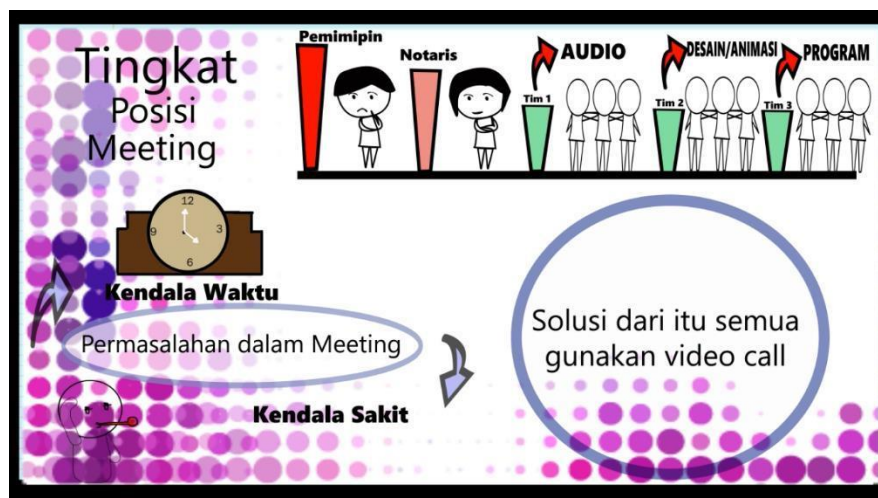 Tingkat
Posisi
Meeting
Pemimipin
Notaris
AUDIO
DESAIN/ANIMASI
PROGRAM
Tim 1
Tim 2
Tim 3
12
9
3
6
Kendala Waktu
Permasalahan dalam Meeting
Kendala Sakit
Solusi dari itu semua
gunakan video call